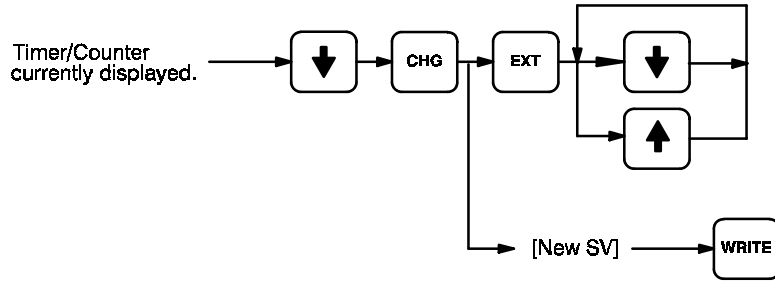 Timer/Counter
currently displayed.
CHG
EXT
[New SV]
WRITE